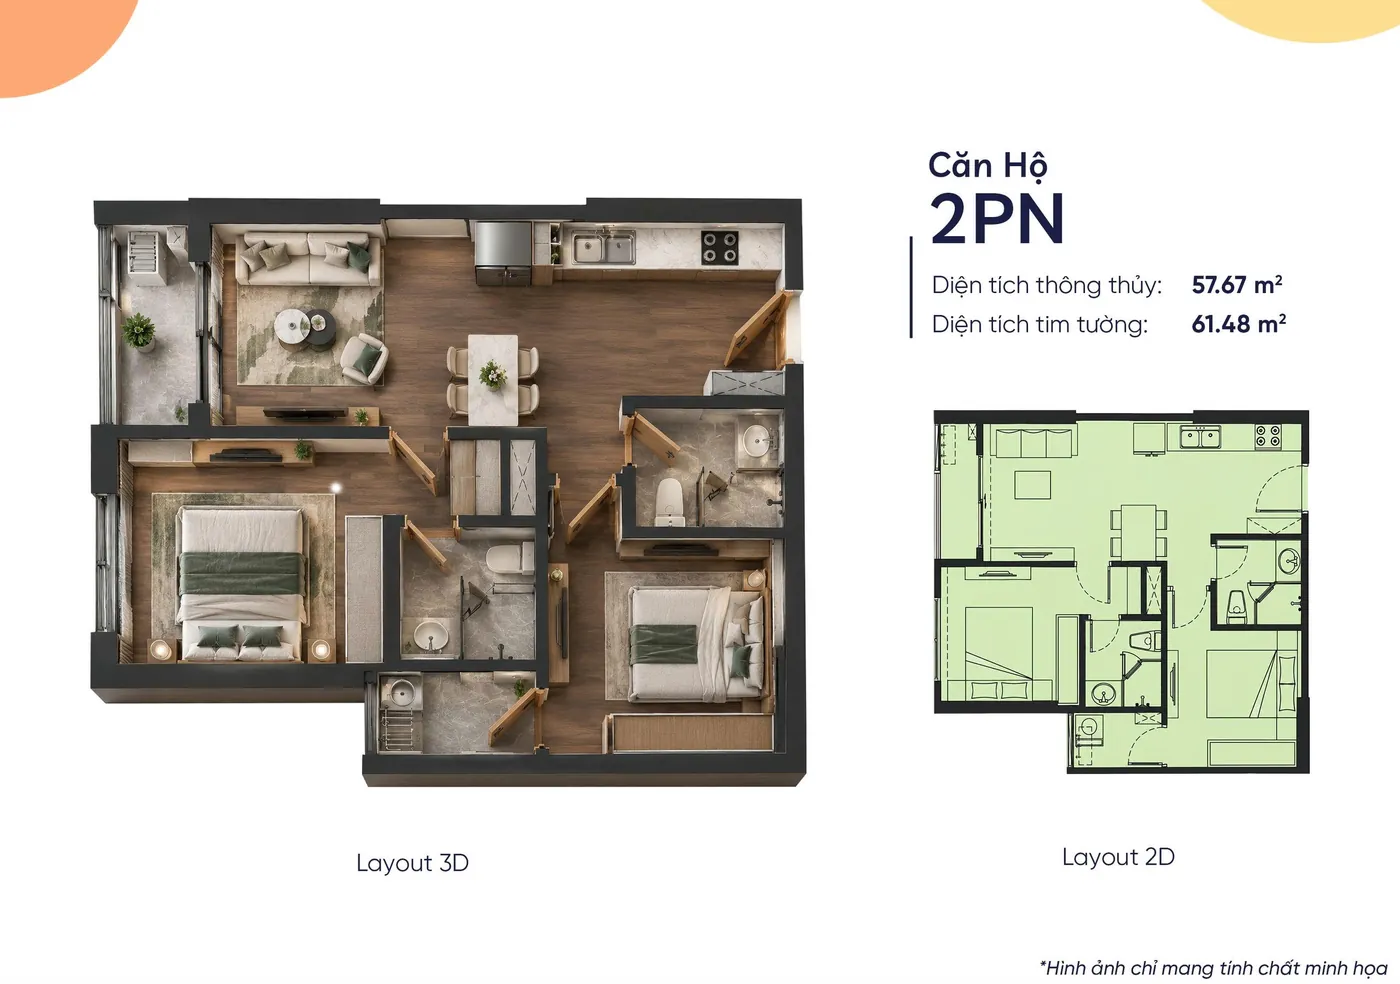 Căn Hộ
2PN
Diện tích thông thủy: 57.67 m²
Diện tích tim tường: 61.48 m²
Layout 3D
Layout 2D
*Hình ảnh chỉ mang tính chất minh họa